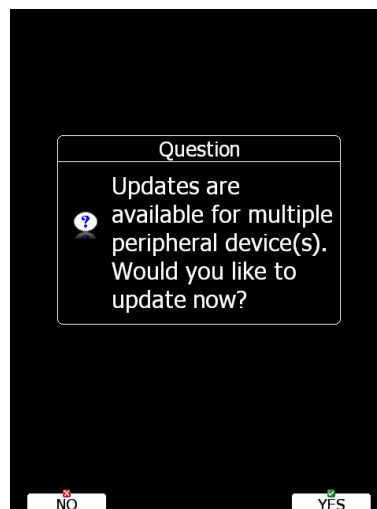 Question
Updates are
available for multiple
peripheral device(s).
Would you like to
update now?
NO
YES